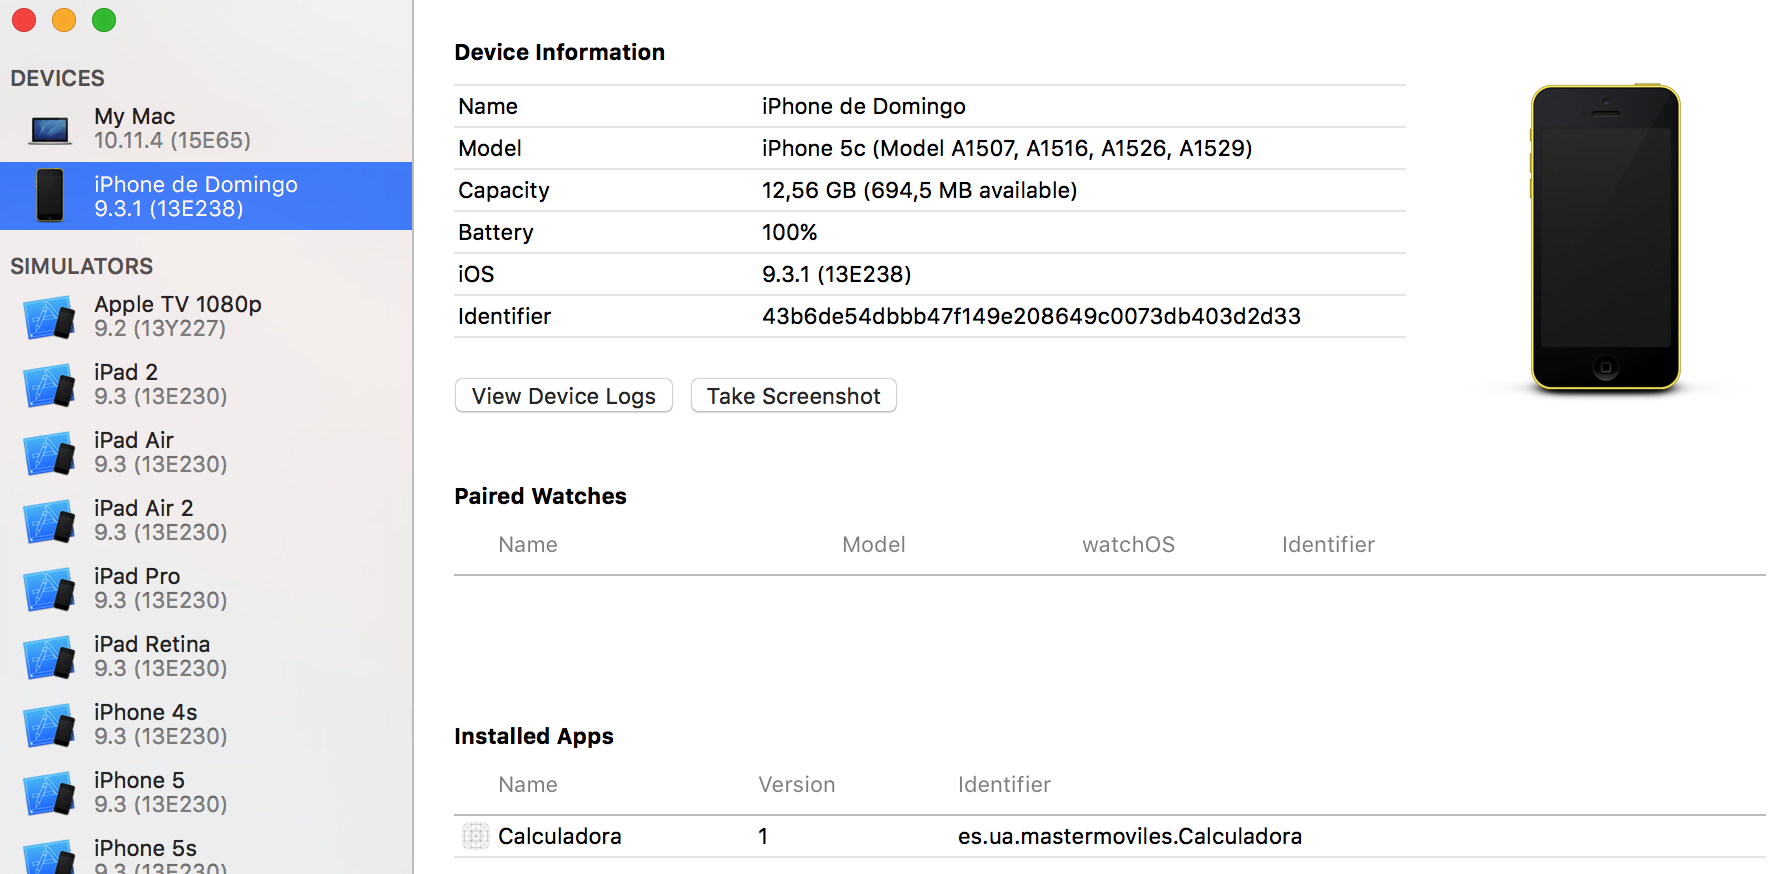 DEVICES
My Mac
10.11.4 (15E65)
iPhone de Domingo
9.3.1 (13E238)
SIMULATORS
Apple TV 1080p
9.2 (13Y227)
iPad 2
9.3 (13E230)
iPad Air
9.3 (13E230)
iPad Air 2
9.3 (13E230)
iPad Pro
9.3 (13E230)
iPad Retina
9.3 (13E230)
iPhone 4s
9.3 (13E230)
iPhone 5
9.3 (13E230)
iPhone 5s
9.3 (13E230)
Device Information
Name iPhone de Domingo
Model iPhone 5c (Model A1507, A1516, A1526, A1529)
Capacity 12,56 GB (694,5 MB available)
Battery 100%
iOS 9.3.1 (13E238)
Identifier 43b6de54dbbb47f149e208649c0073db403d2d33
View Device Logs Take Screenshot
Paired Watches
Name Model watchOS Identifier
Installed Apps
Name Version Identifier
Calculadora 1 es.ua.mastermoviles.Calculadora